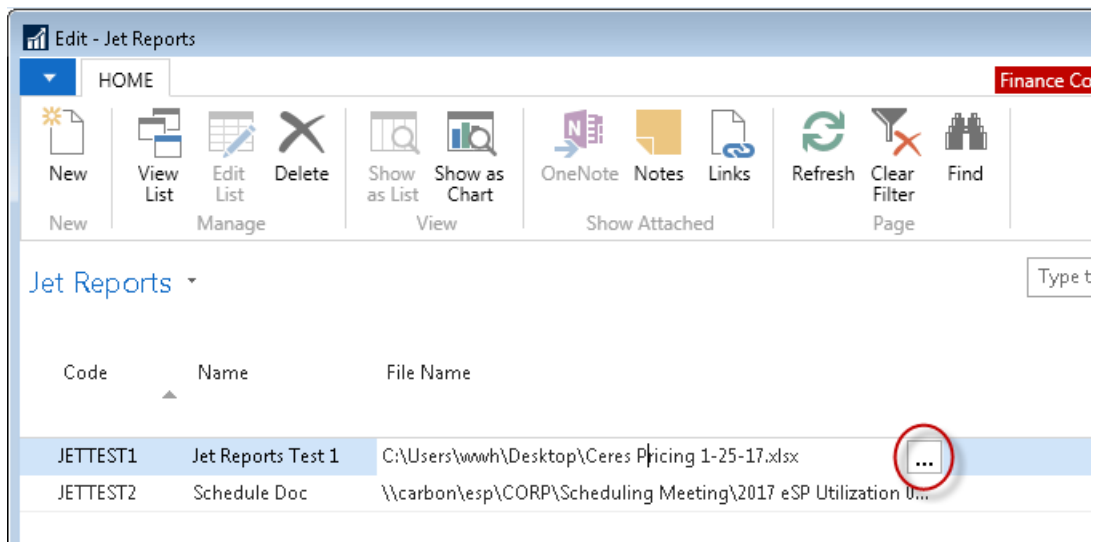 Edit - Jet Reports
HOME
Finance Co
New View Edit Delete Show Show as OneNote Notes Links Refresh Clear Find
List List as List Chart Filter
New Manage View Show Attached Page
Jet Reports
Type t
Code Name File Name
JETTEST1 Jet Reports Test 1 C:\Users\wwh\Desktop\Ceres Pricing 1-25-17.xlsx ...
JETTEST2 Schedule Doc \\carbon\esp\CORP\Scheduling Meeting\2017 eSP Utilization 0...